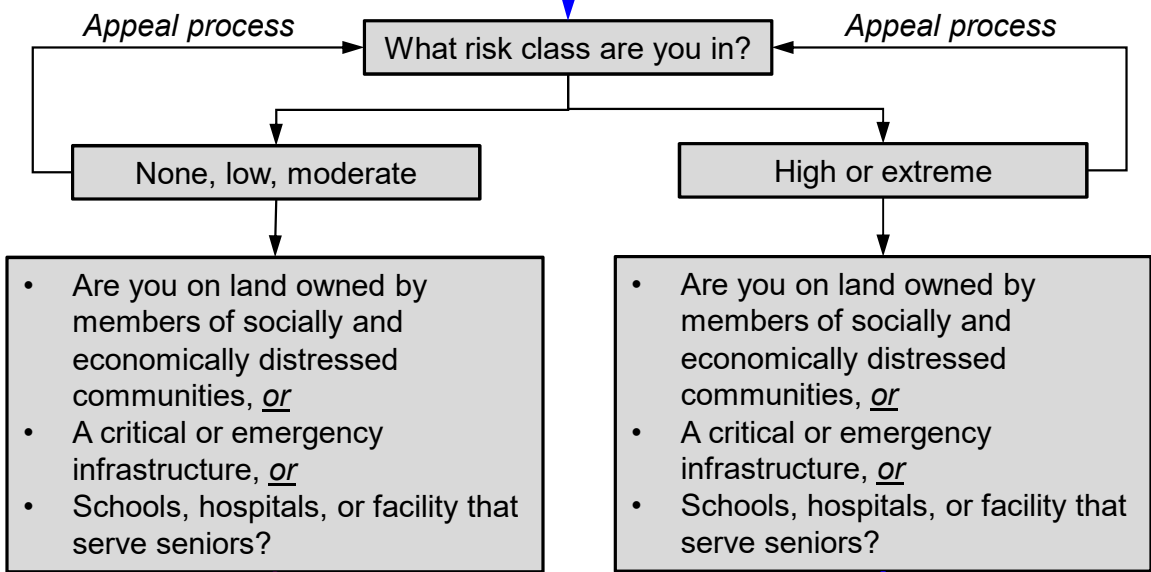 Appeal process
Appeal process
What risk class are you in?
None, low, moderate
High or extreme
• Are you on land owned by
members of socially and
economically distressed
communities, or
• A critical or emergency
infrastructure, or
• Schools, hospitals, or facility that
serve seniors?
• Are you on land owned by
members of socially and
economically distressed
communities, or
• A critical or emergency
infrastructure, or
• Schools, hospitals, or facility that
serve seniors?